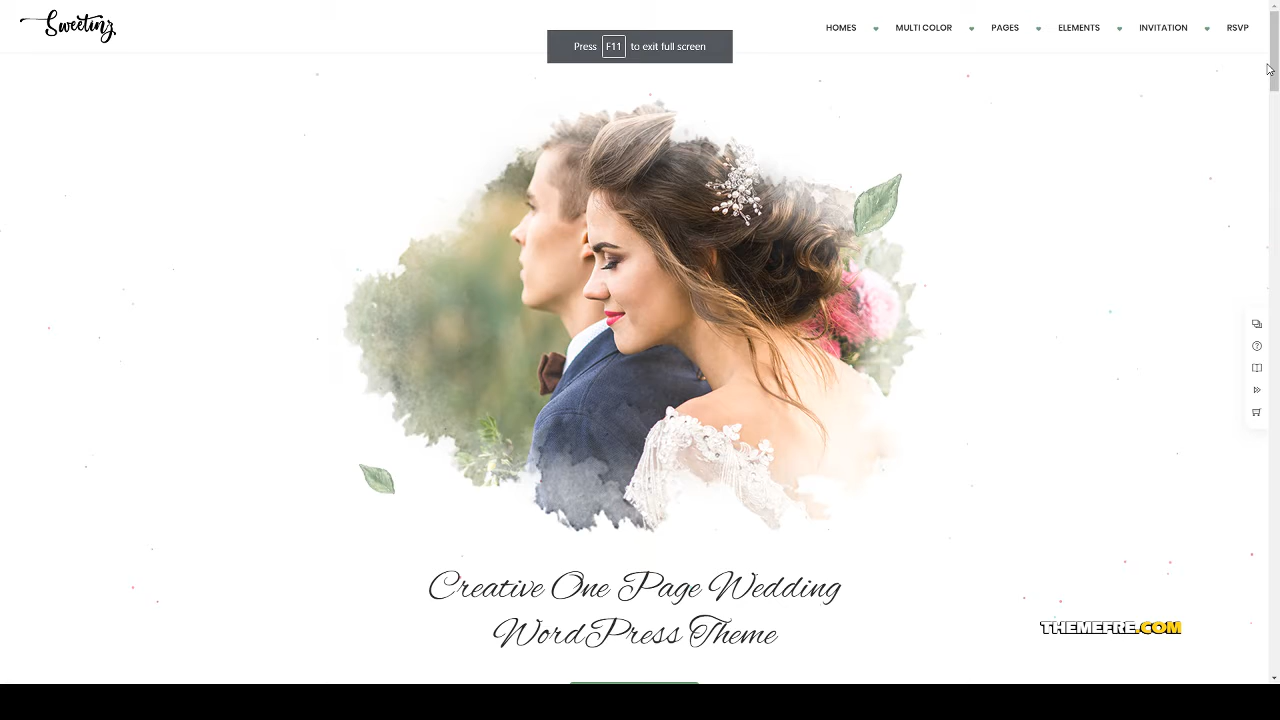 Sweetinz
HOMES
MULTI COLOR
PAGES
ELEMENTS
INVITATION
RSVP
Press F11 to exit full screen
Creative One Page Wedding
WordPress Theme
THEMEFRE.COM